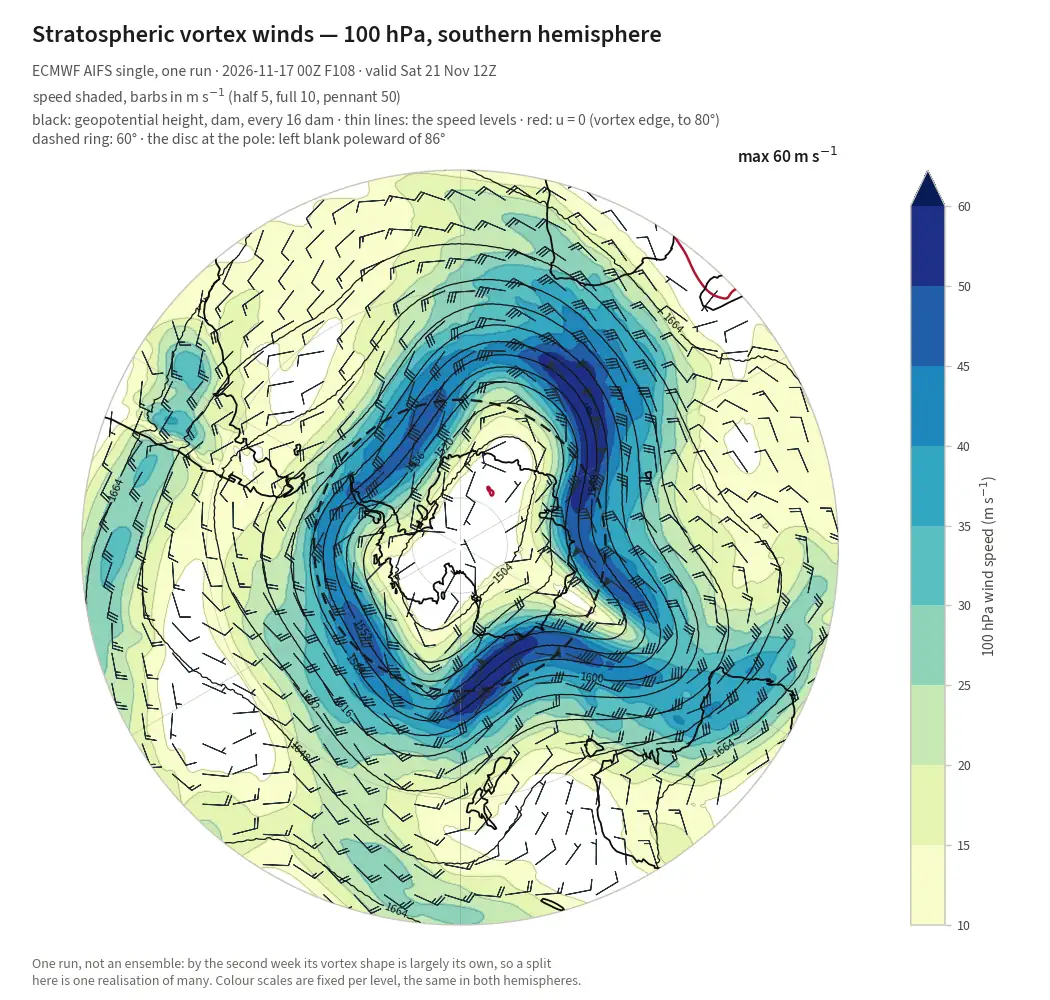 Stratospheric vortex winds — 100 hPa, southern hemisphere
ECMWF AIFS single, one run · 2026-11-17 00Z F108 · valid Sat 21 Nov 12Z
speed shaded, barbs in m s⁻¹ (half 5, full 10, pennant 50)
black: geopotential height, dam, every 16 dam · thin lines: the speed levels · red: u = 0 (vortex edge, to 80°)
dashed ring: 60° · the disc at the pole: left blank poleward of 86°
max 60 m s⁻¹
60
50
45
40
35
30
25
20
15
10
100 hPa wind speed (m s⁻¹)
1664
1664
1504
1600
1616
1648
1664
1664
One run, not an ensemble: by the second week its vortex shape is largely its own, so a split
here is one realisation of many. Colour scales are fixed per level, the same in both hemispheres.